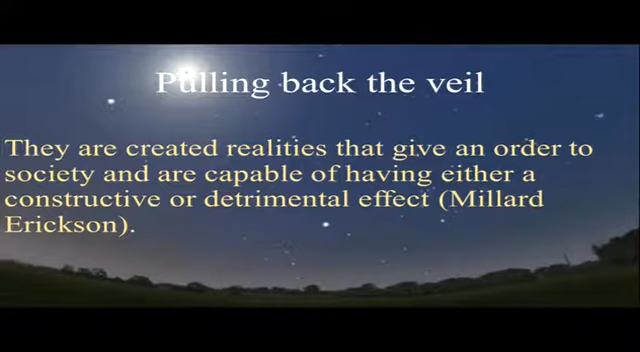 Pulling back the veil
They are created realities that give an order to
society and are capable of having either a
constructive or detrimental effect (Millard
Erickson).